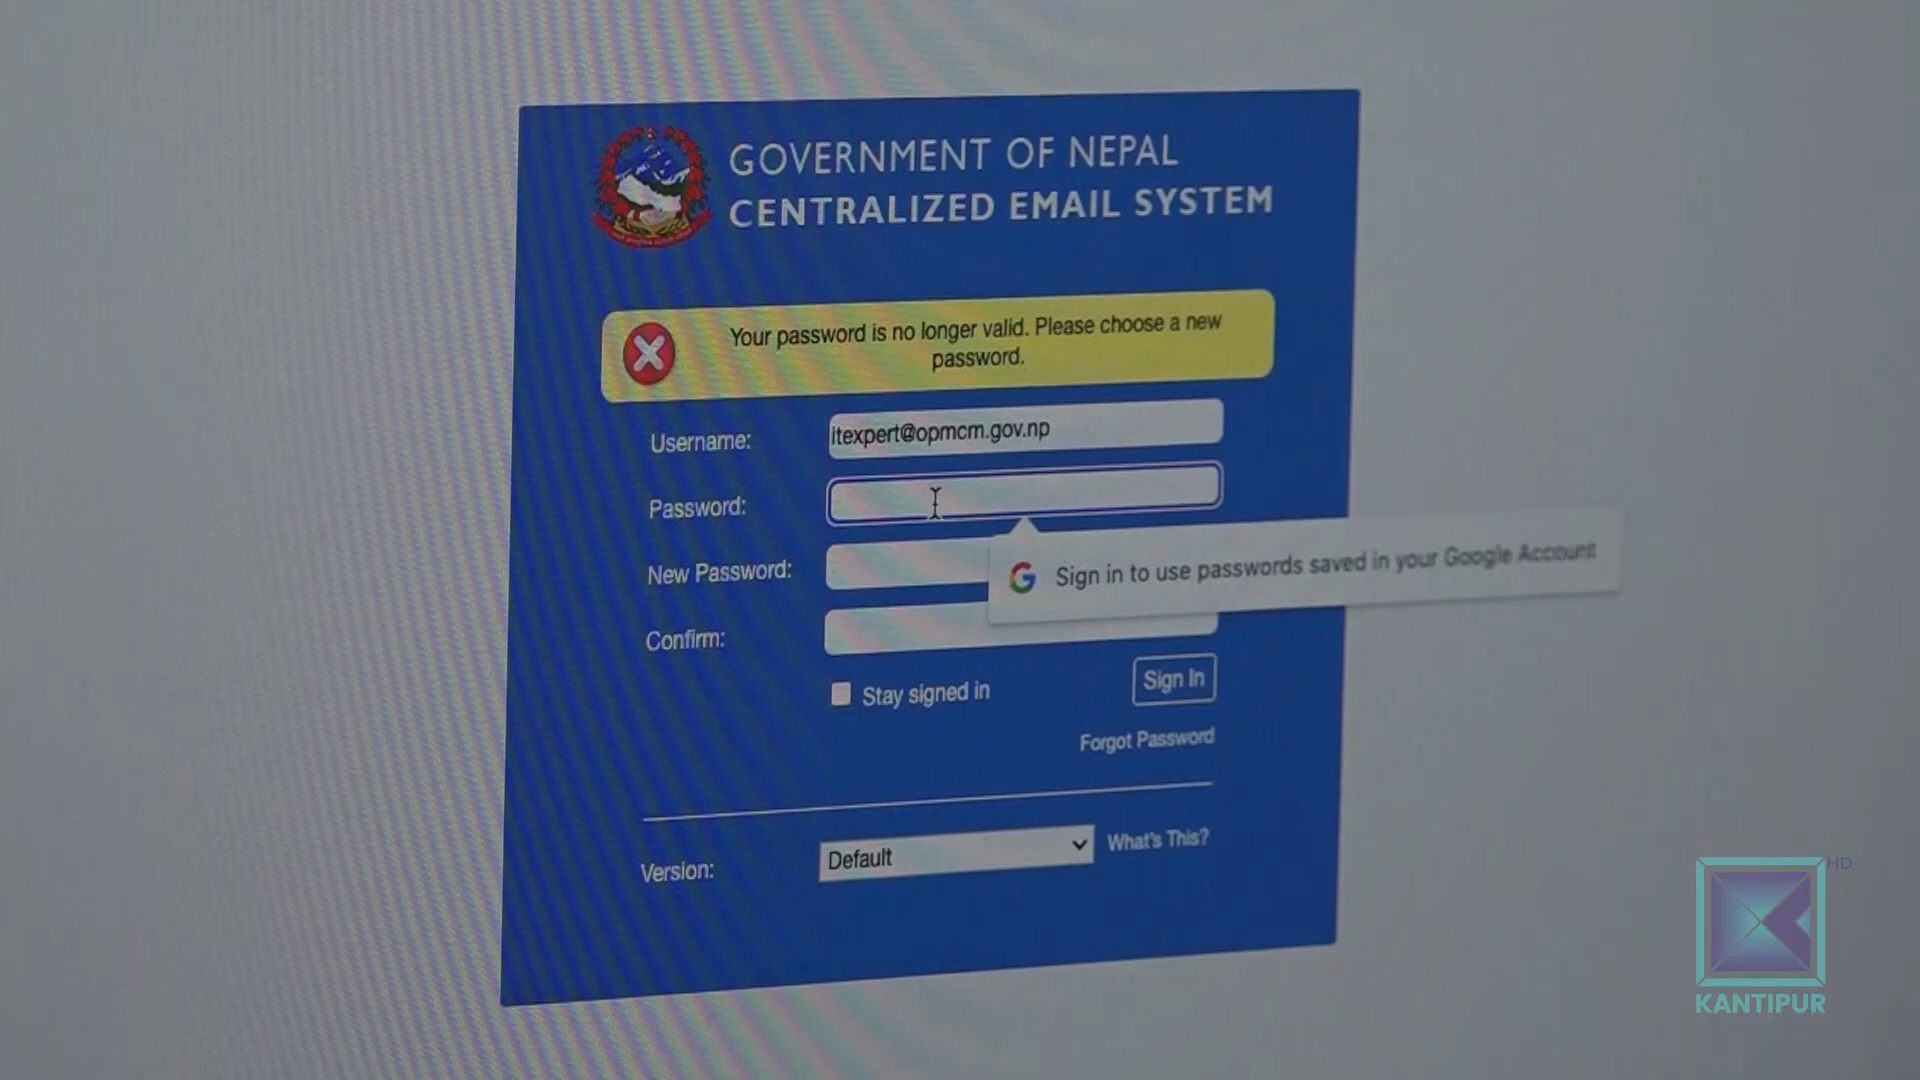 GOVERNMENT OF NEPAL
CENTRALIZED EMAIL SYSTEM
Your password is no longer valid. Please choose a new
password.
Username: itexpert@opmcm.gov.np
Password:
New Password:
Sign in to use passwords saved in your Google Account
Confirm:
Stay signed in
Sign In
Forgot Password
Version: Default What's This?
HD
KANTIPUR